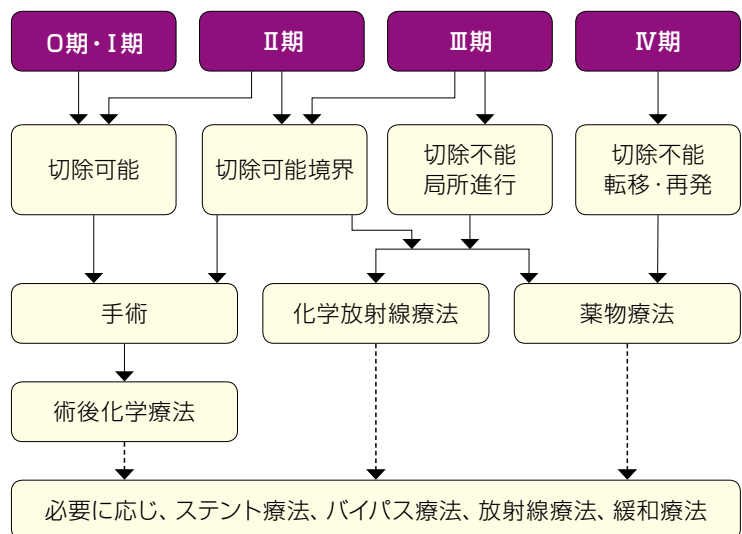 0期・Ⅰ期
Ⅱ期
Ⅲ期
Ⅳ期
切除可能
切除可能境界
切除不能
局所進行
切除不能
転移・再発
手術
化学放射線療法
薬物療法
術後化学療法
必要に応じ、ステント療法、バイパス療法、放射線療法、緩和療法